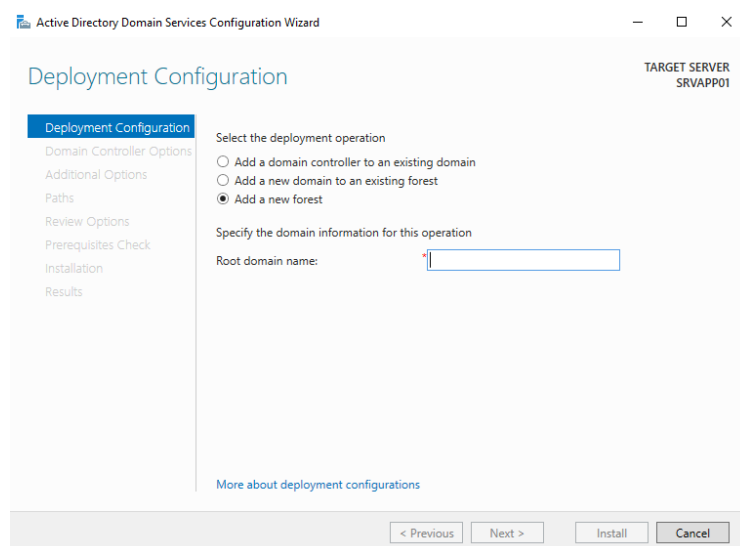 Active Directory Domain Services Configuration Wizard
Deployment Configuration
TARGET SERVER
SRVAPP01
Deployment Configuration
Domain Controller Options
Additional Options
Paths
Review Options
Prerequisites Check
Installation
Results
Select the deployment operation
Add a domain controller to an existing domain
Add a new domain to an existing forest
Add a new forest
Specify the domain information for this operation
Root domain name: *
More about deployment configurations
< Previous Next > Install Cancel